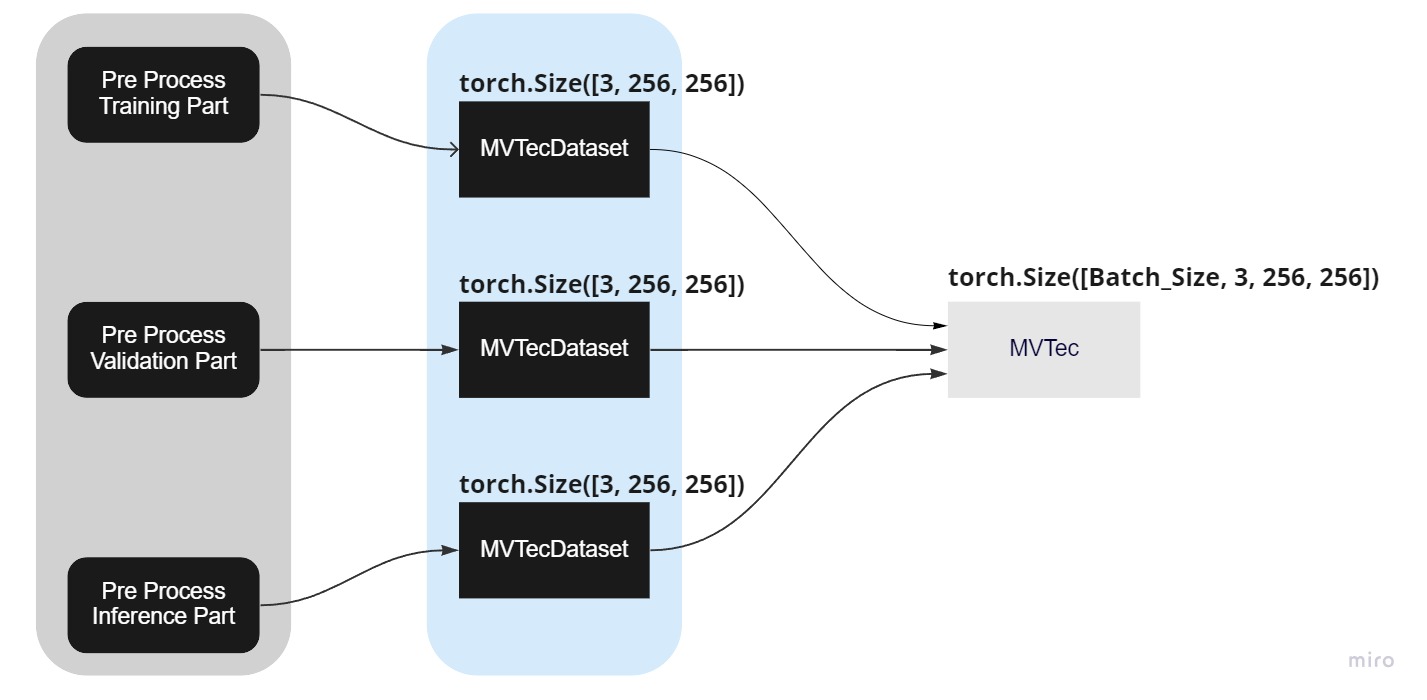 Pre Process
Training Part
torch.Size([3, 256, 256])
MVTecDataset
Pre Process
Validation Part
torch.Size([3, 256, 256])
MVTecDataset
torch.Size([Batch_Size, 3, 256, 256])
MVTec
Pre Process
Inference Part
torch.Size([3, 256, 256])
MVTecDataset
miro